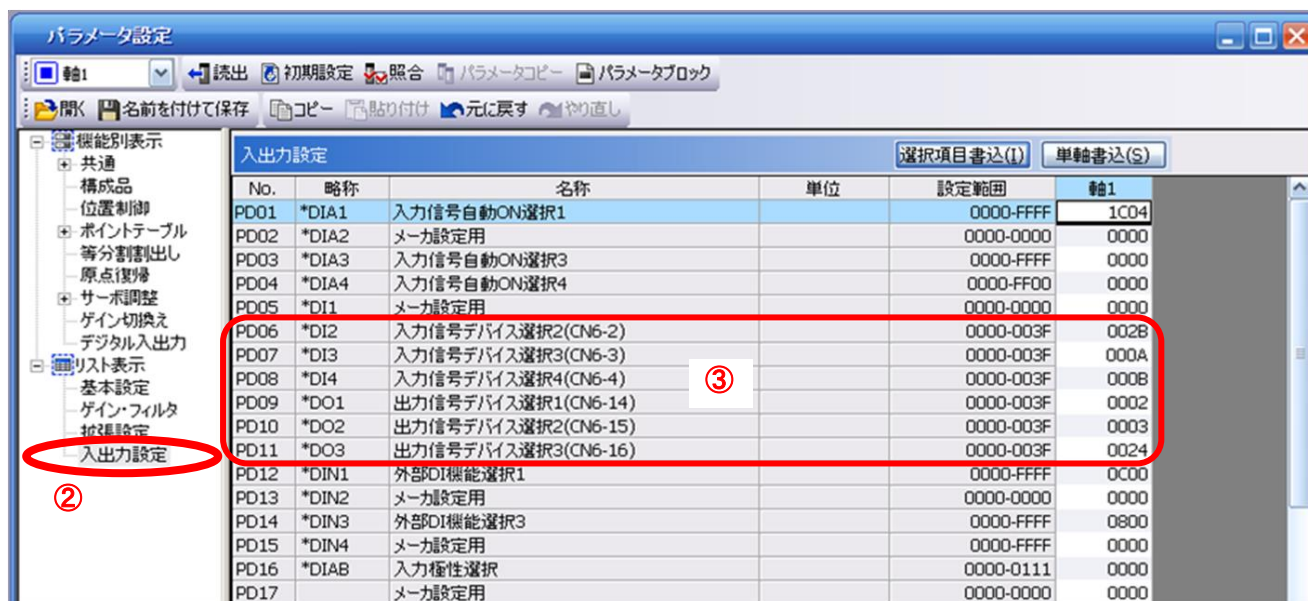 パラメータ設定
軸1 読出 初期設定 照合 パラメータコピー パラメータブロック
開く 名前を付けて保存 コピー 貼り付け 元に戻す やり直し
機能別表示
共通
構成品
位置制御
ポイントテーブル
等分割割出し
原点復帰
サーボ調整
ゲイン切換え
デジタル入出力
リスト表示
基本設定
ゲイン・フィルタ
拡張設定
入出力設定
②
入出力設定 選択項目書込(I) 単軸書込(S)
No. 略称 名称 単位 設定範囲 軸1
PD01 *DIA1 入力信号自動ON選択1 0000-FFFF 1C04
PD02 *DIA2 メーカ設定用 0000-0000 0000
PD03 *DIA3 入力信号自動ON選択3 0000-FFFF 0000
PD04 *DIA4 入力信号自動ON選択4 0000-FF00 0000
PD05 *DI1 メーカ設定用 0000-0000 0000
PD06 *DI2 入力信号デバイス選択2(CN6-2) 0000-003F 002B
PD07 *DI3 入力信号デバイス選択3(CN6-3) 0000-003F 000A
PD08 *DI4 入力信号デバイス選択4(CN6-4) 0000-003F 000B
③
PD09 *DO1 出力信号デバイス選択1(CN6-14) 0000-003F 0002
PD10 *DO2 出力信号デバイス選択2(CN6-15) 0000-003F 0003
PD11 *DO3 出力信号デバイス選択3(CN6-16) 0000-003F 0024
PD12 *DIN1 外部DI機能選択1 0000-FFFF 0C00
PD13 *DIN2 メーカ設定用 0000-0000 0000
PD14 *DIN3 外部DI機能選択3 0000-FFFF 0800
PD15 *DIN4 メーカ設定用 0000-FFFF 0000
PD16 *DIAB 入力極性選択 0000-0111 0000
PD17 メーカ設定用 0000-0000 0000